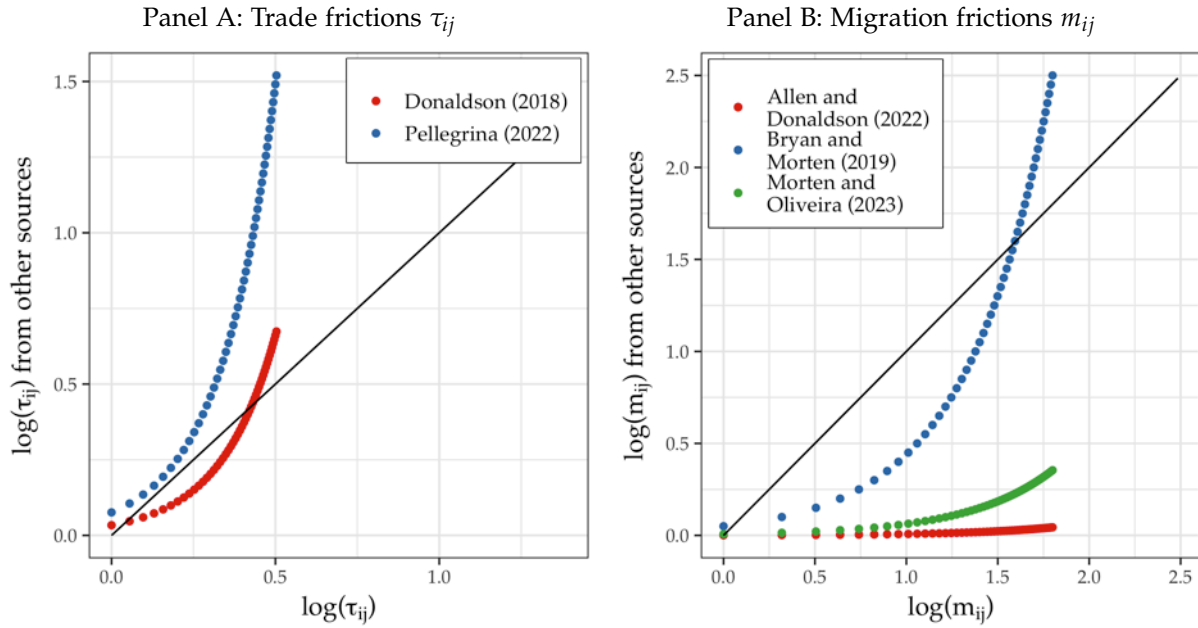 Panel A: Trade frictions τij
Panel B: Migration frictions mij
Donaldson (2018)
Pellegrina (2022)
1.5
1.0
0.5
0.0
log(τij) from other sources
0.0
0.5
1.0
log(τij)
Allen and
Donaldson (2022)
Bryan and
Morten (2019)
Morten and
Oliveira (2023)
2.5
2.0
1.5
1.0
0.5
0.0
log(mij) from other sources
0.0
0.5
1.0
1.5
2.0
2.5
log(mij)